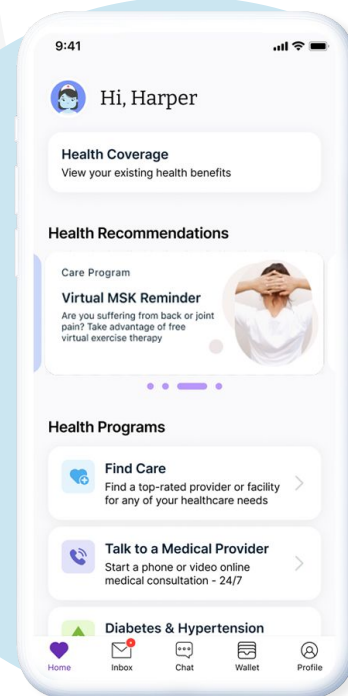 9:41
Hi, Harper
Health Coverage
View your existing health benefits
Health Recommendations
Care Program
Virtual MSK Reminder
Are you suffering from back or joint
pain? Take advantage of free
virtual exercise therapy
Health Programs
Find Care
Find a top-rated provider or facility
for any of your healthcare needs
Talk to a Medical Provider
Start a phone or video online
medical consultation - 24/7
Diabetes & Hypertension
Home
Inbox
Chat
Wallet
Profile